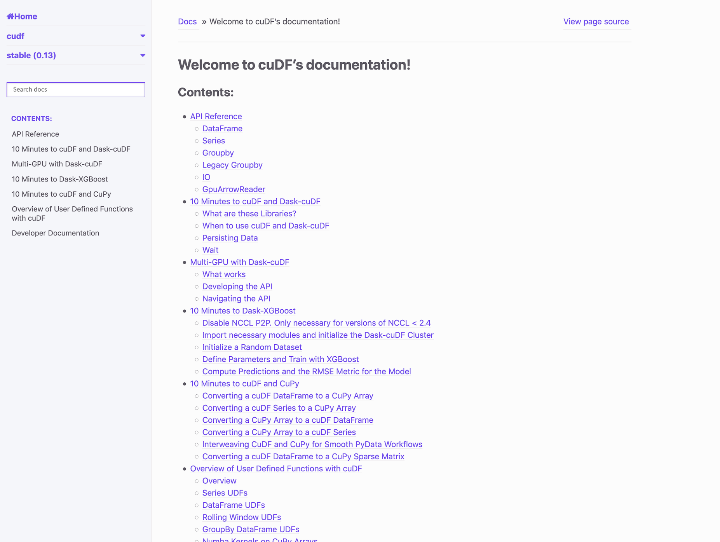 Home
cudf
stable (0.13)
Search docs
CONTENTS:
API Reference
10 Minutes to cuDF and Dask-cuDF
Multi-GPU with Dask-cuDF
10 Minutes to Dask-XGBoost
10 Minutes to cuDF and CuPy
Overview of User Defined Functions
with cuDF
Developer Documentation
Docs » Welcome to cuDF's documentation!
View page source
Welcome to cuDF's documentation!
Contents:
API Reference
DataFrame
Series
Groupby
Legacy Groupby
IO
GpuArrowReader
10 Minutes to cuDF and Dask-cuDF
What are these Libraries?
When to use cuDF and Dask-cuDF
Persisting Data
Wait
Multi-GPU with Dask-cuDF
What works
Developing the API
Navigating the API
10 Minutes to Dask-XGBoost
Disable NCCL P2P. Only necessary for versions of NCCL < 2.4
Import necessary modules and initialize the Dask-cuDF Cluster
Initialize a Random Dataset
Define Parameters and Train with XGBoost
Compute Predictions and the RMSE Metric for the Model
10 Minutes to cuDF and CuPy
Converting a cuDF DataFrame to a CuPy Array
Converting a cuDF Series to a CuPy Array
Converting a CuPy Array to a cuDF DataFrame
Converting a CuPy Array to a cuDF Series
Interweaving CuDF and CuPy for Smooth PyData Workflows
Converting a cuDF DataFrame to a CuPy Sparse Matrix
Overview of User Defined Functions with cuDF
Overview
Series UDFs
DataFrame UDFs
Rolling Window UDFs
GroupBy DataFrame UDFs
Numba Kernels on CuPy Arrays